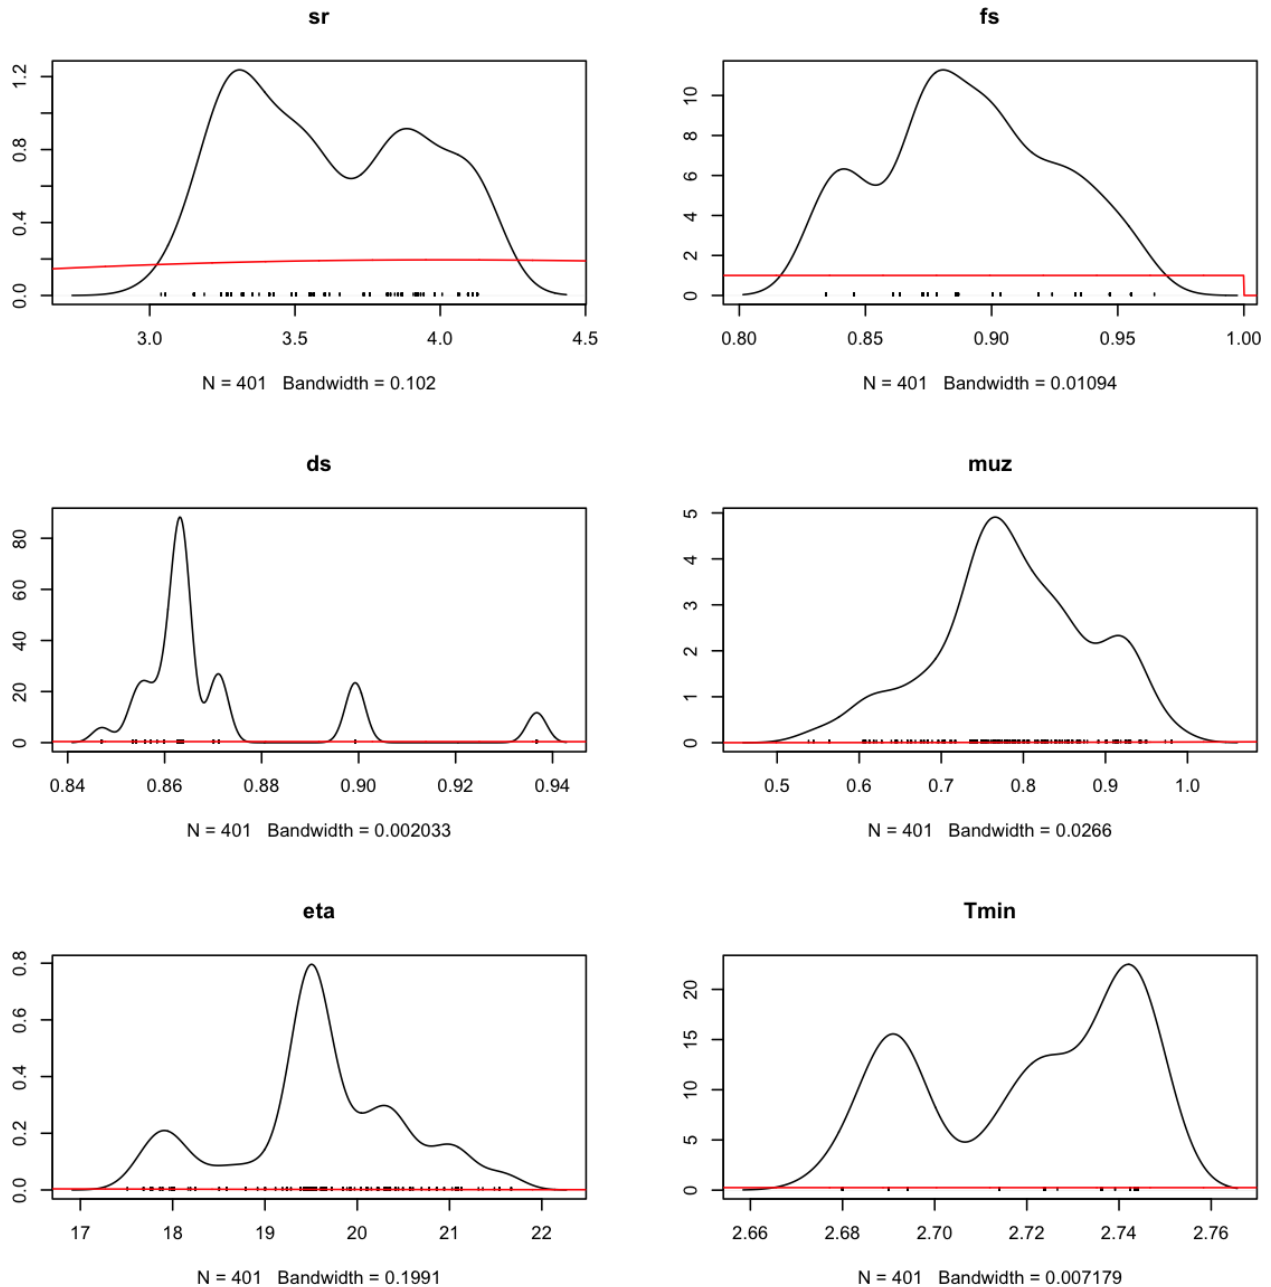 sr
1.2
0.8
0.4
0.0
3.0 3.5 4.0 4.5
N = 401 Bandwidth = 0.102
fs
10
8
6
4
2
0
0.80 0.85 0.90 0.95 1.00
N = 401 Bandwidth = 0.01094
ds
80
60
40
20
0
0.84 0.86 0.88 0.90 0.92 0.94
N = 401 Bandwidth = 0.002033
muz
5
4
3
2
1
0
0.5 0.6 0.7 0.8 0.9 1.0
N = 401 Bandwidth = 0.0266
eta
0.8
0.6
0.4
0.2
0.0
17 18 19 20 21 22
N = 401 Bandwidth = 0.1991
Tmin
20
15
10
5
0
2.66 2.68 2.70 2.72 2.74 2.76
N = 401 Bandwidth = 0.007179